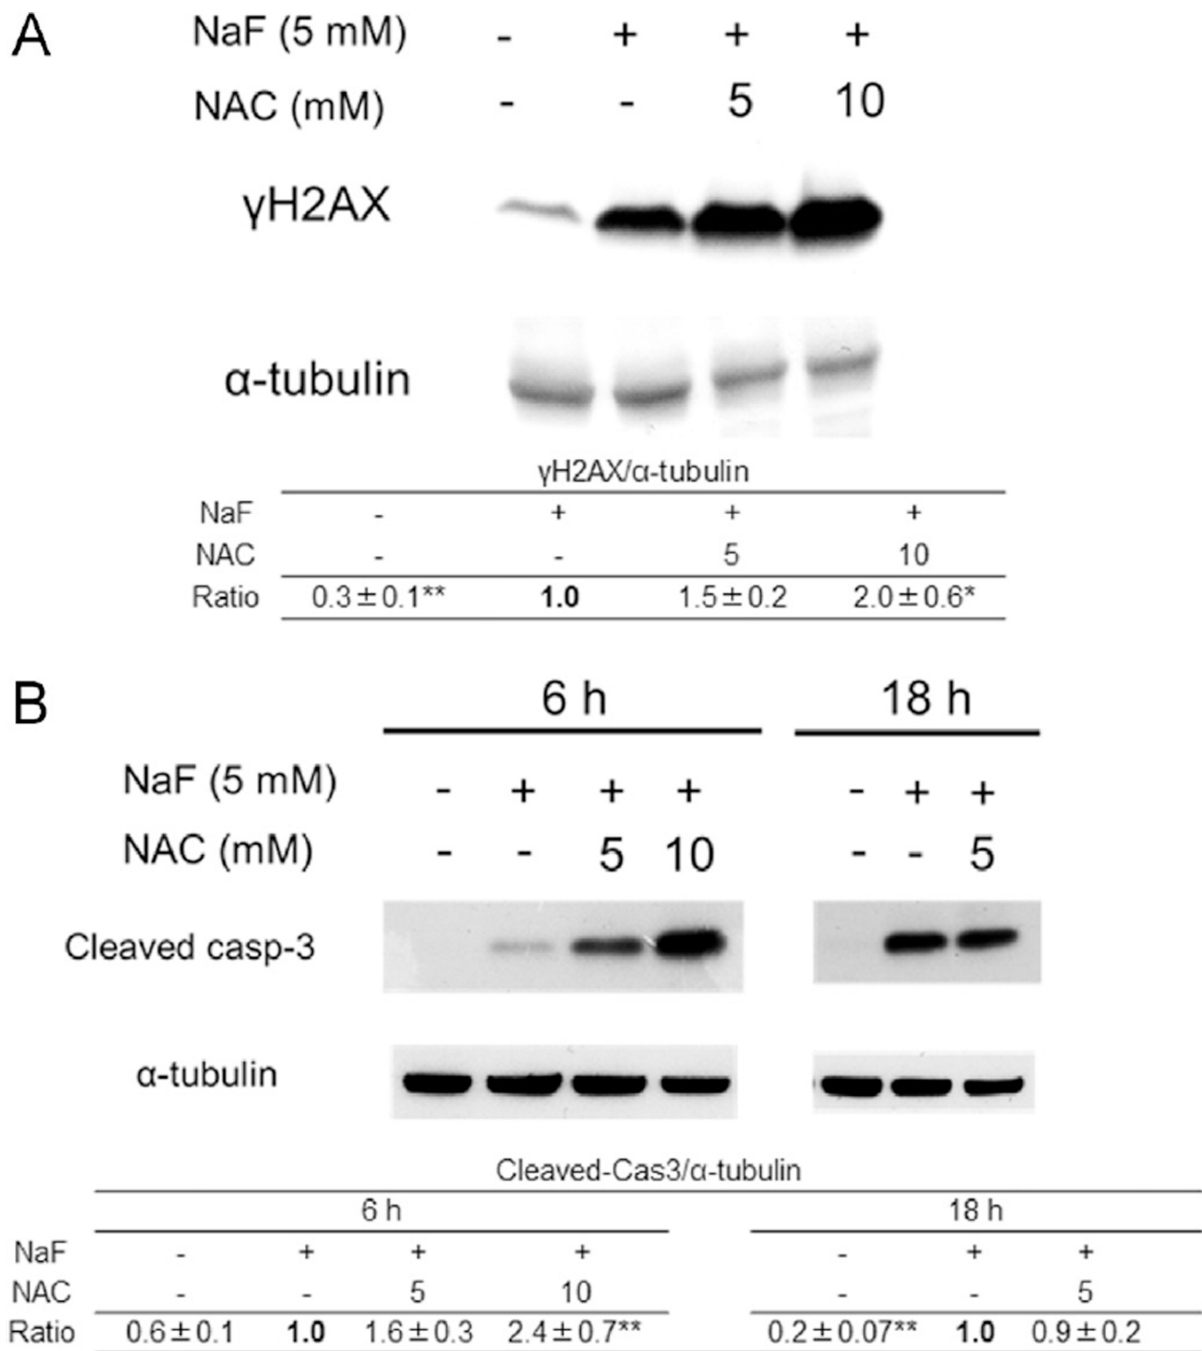 A
NaF (5 mM) - + + +
NAC (mM) - - 5 10
γH2AX
α-tubulin
γH2AX/α-tubulin
NaF - + + +
NAC - - 5 10
Ratio 0.3±0.1** 1.0 1.5±0.2 2.0±0.6*
B
6 h 18 h
NaF (5 mM) - + + + - + +
NAC (mM) - - 5 10 - - 5
Cleaved casp-3
α-tubulin
Cleaved-Cas3/α-tubulin
6 h 18 h
NaF - + + + - + +
NAC - - 5 10 - - 5
Ratio 0.6±0.1 1.0 1.6±0.3 2.4±0.7** 0.2±0.07** 1.0 0.9±0.2